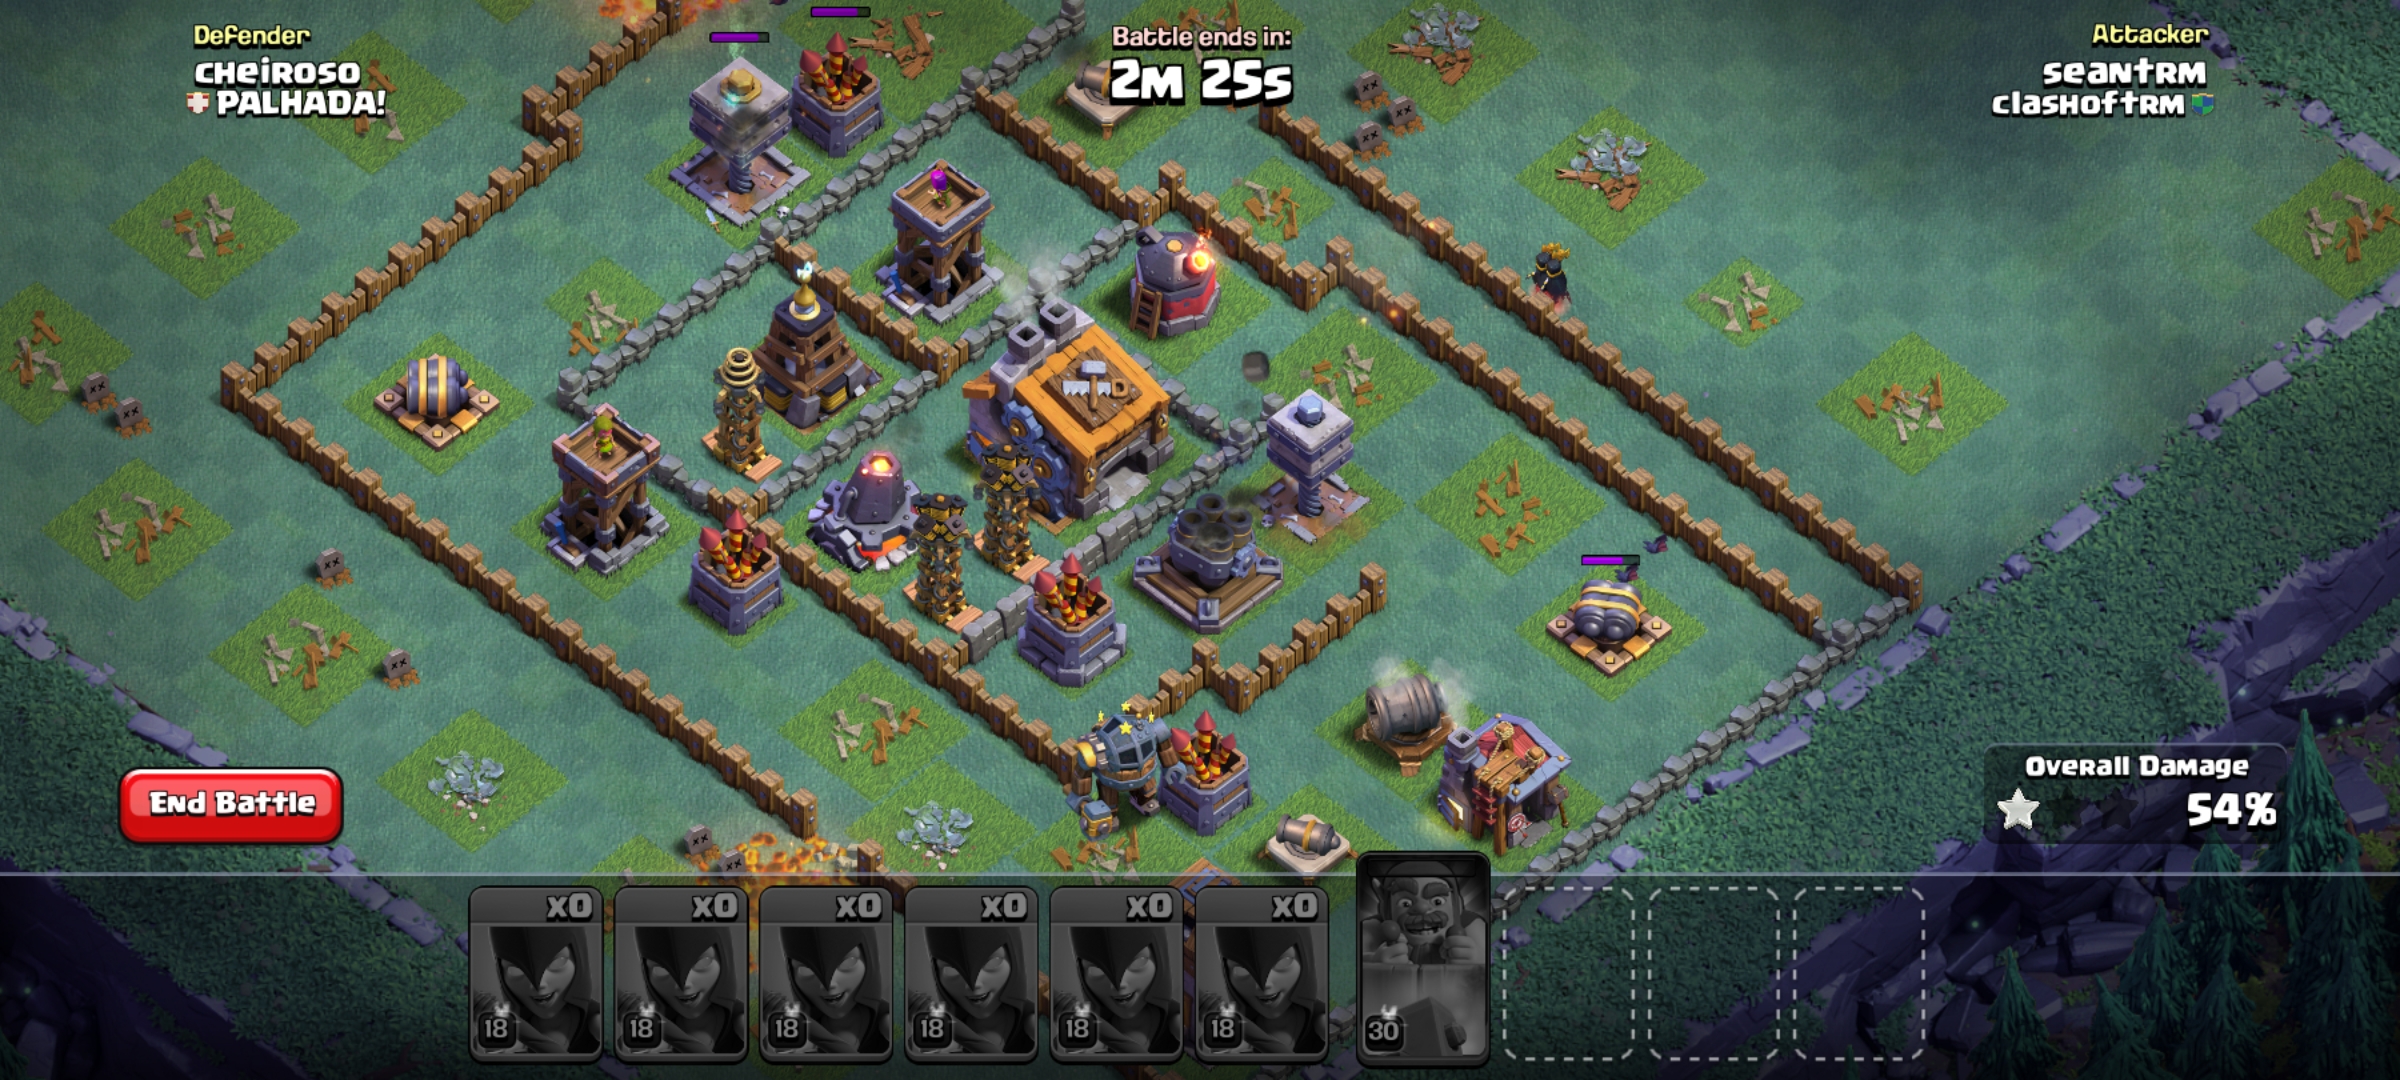 Defender
CHeiROSO
PALHADA!
Battle ends in:
2M 25s
Attacker
seantRM
clashoftRM
End Battle
Overall Damage
54%
x0 x0 x0 x0 x0 x0
18 18 18 18 18 18 30